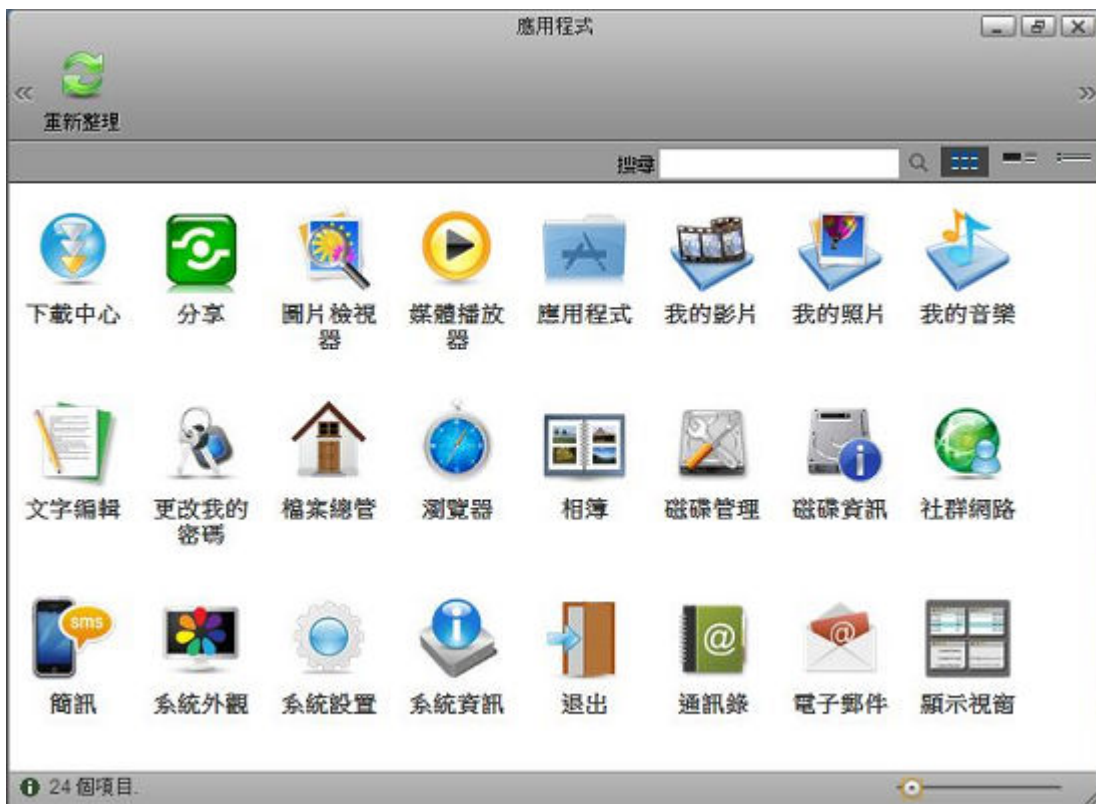 應用程式
重新整理
搜尋
下載中心 分享 圖片檢視器 媒體播放器 應用程式 我的影片 我的照片 我的音樂
文字編輯 更改我的密碼 檔案總管 瀏覽器 相簿 磁碟管理 磁碟資訊 社群網路
sms
簡訊 系統外觀 系統設置 系統資訊 退出 通訊錄 電子郵件 顯示視窗
24 個項目.